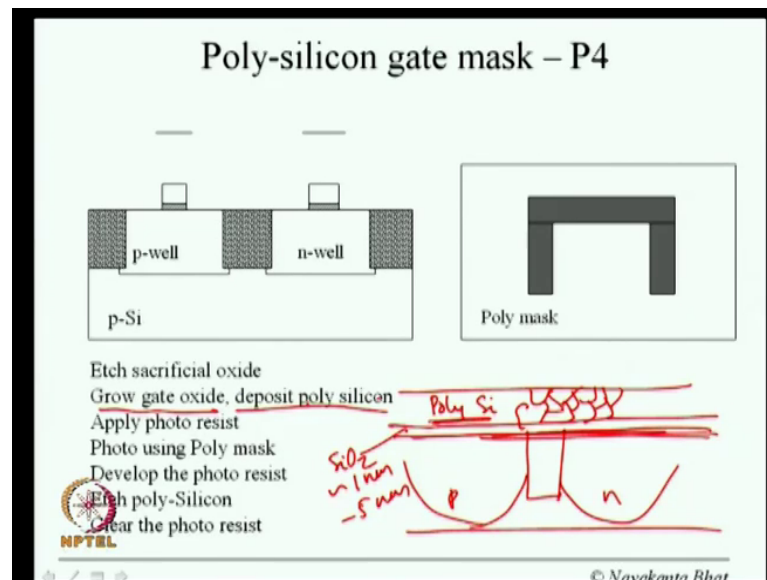 Poly-silicon gate mask – P4
p-well
n-well
p-Si
Poly mask
Etch sacrificial oxide
Grow gate oxide, deposit poly silicon
Apply photo resist
Photo using Poly mask
Develop the photo resist
Etch poly-Silicon
Clear the photo resist
Poly Si
SiO2
~1nm
-5nm
p
n
NPTEL
© Navakanta Bhat